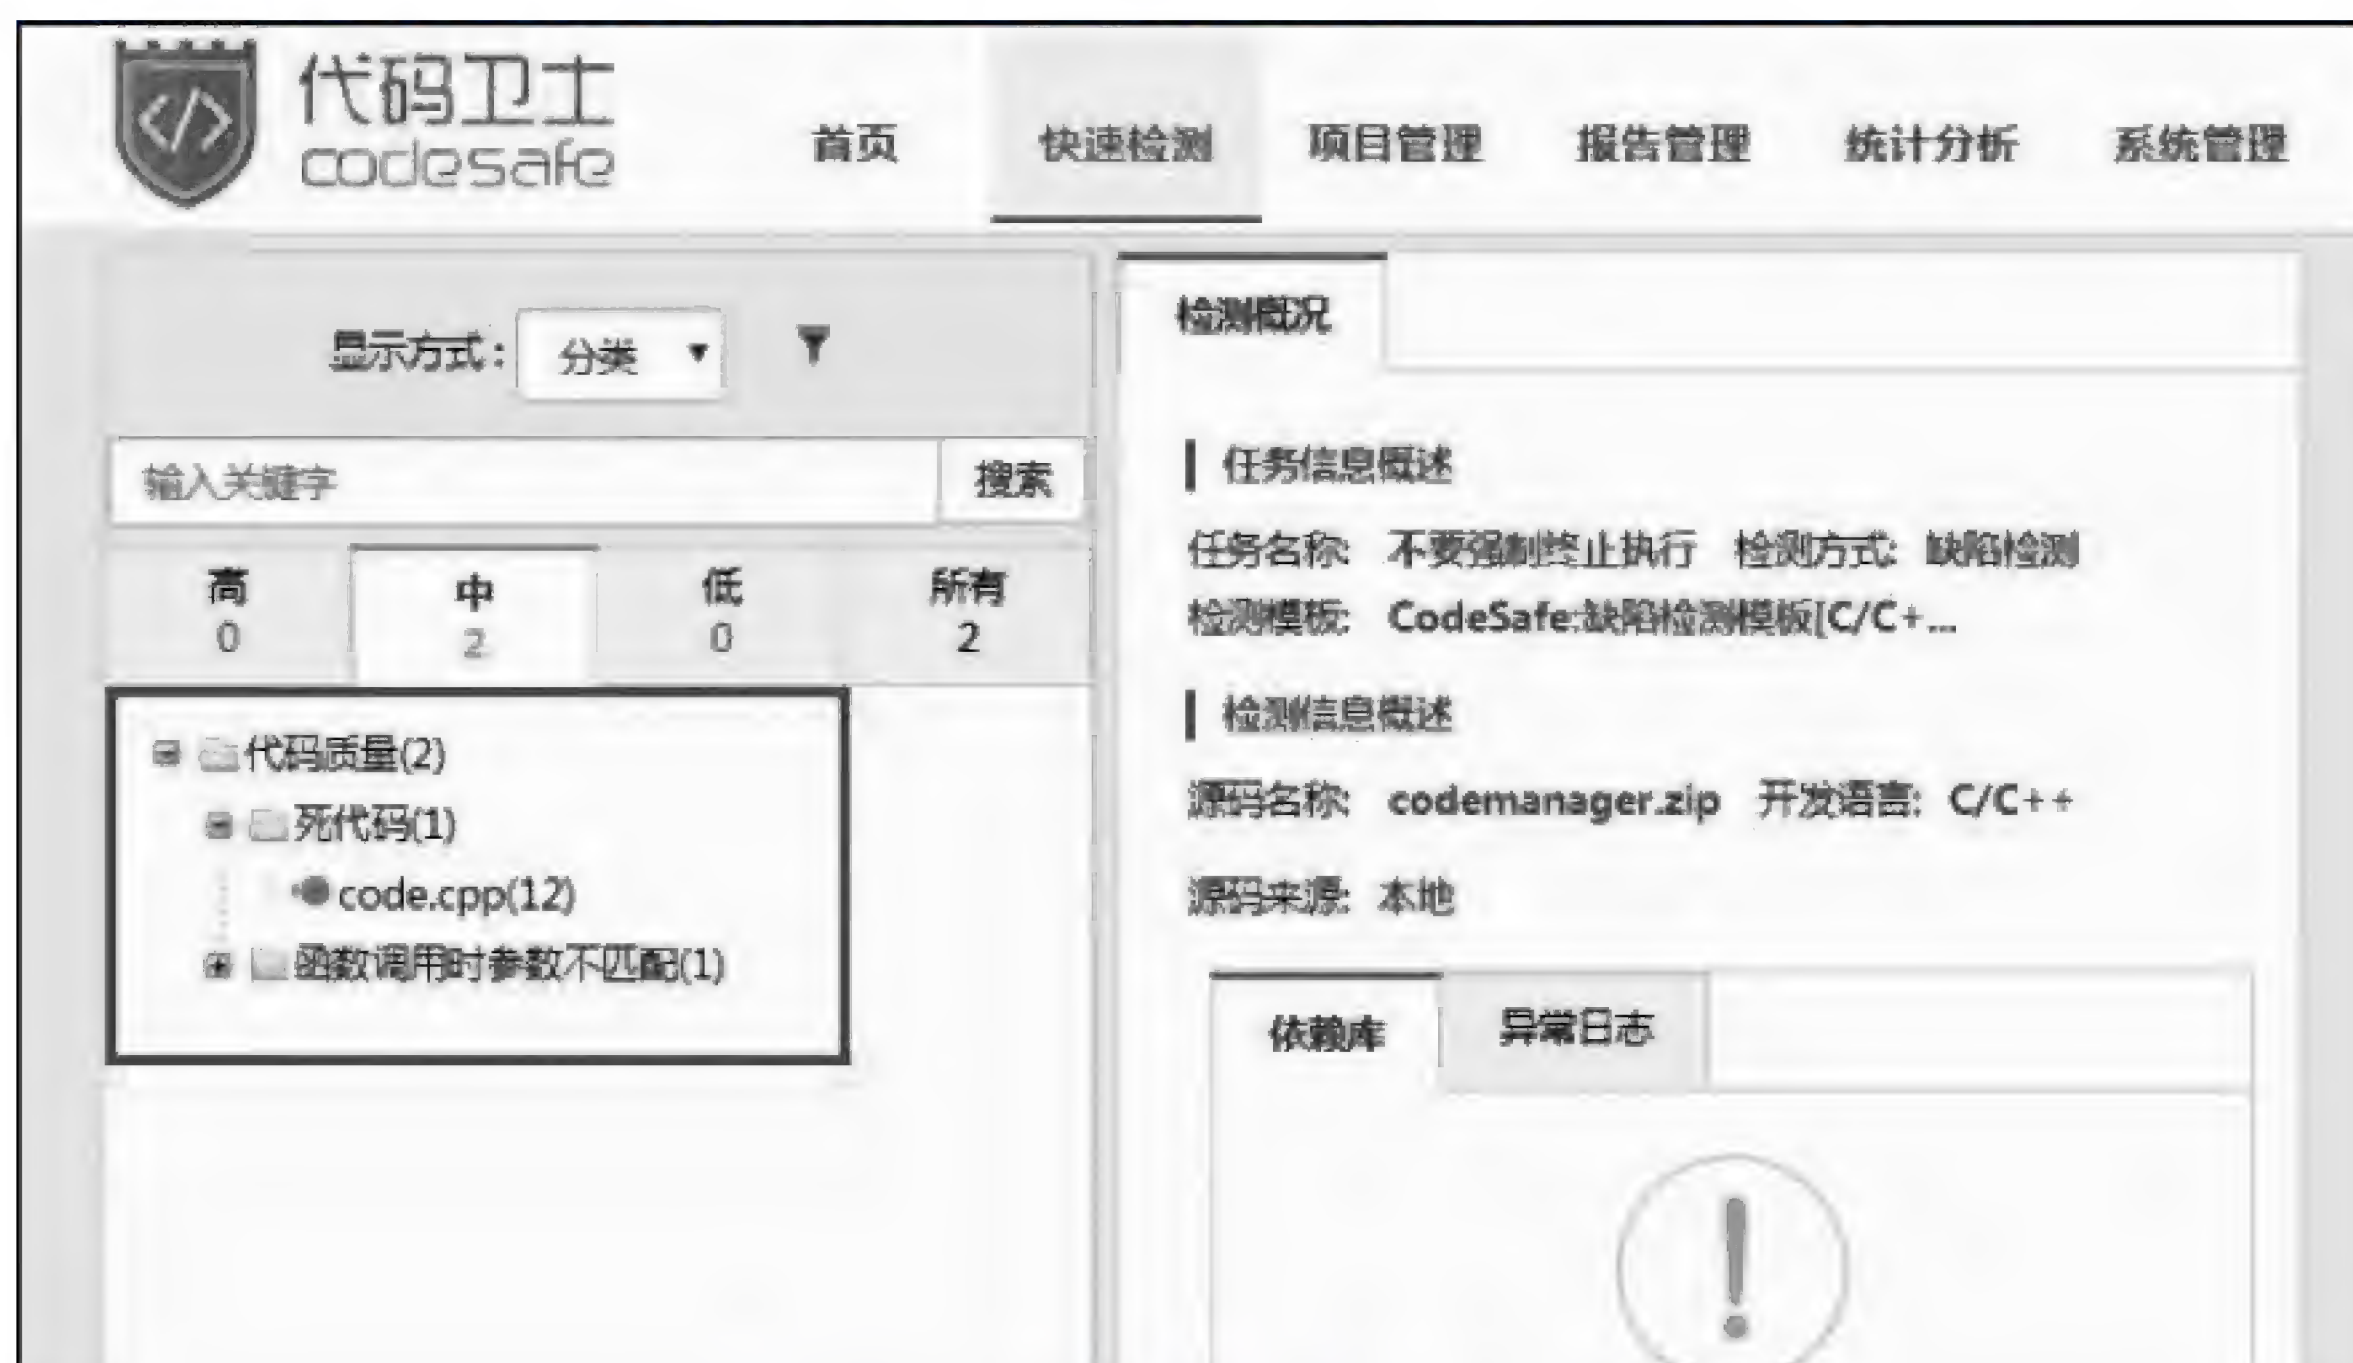 代码卫士
codesafe
首页 快速检测 项目管理 报告管理 统计分析 系统管理
显示方式: 分类
输入关键字 搜索
高 中 低 所有
0 2 0 2
代码质量(2)
死代码(1)
code.cpp(12)
函数调用时参数不匹配(1)
检测概况
任务信息概述
任务名称: 不要强制终止执行 检测方式: 缺陷检测
检测模板: CodeSafe:缺陷检测模板[C/C+...
检测信息概述
源码名称: codemanager.zip 开发语言: C/C++
源码来源: 本地
依赖库 异常日志